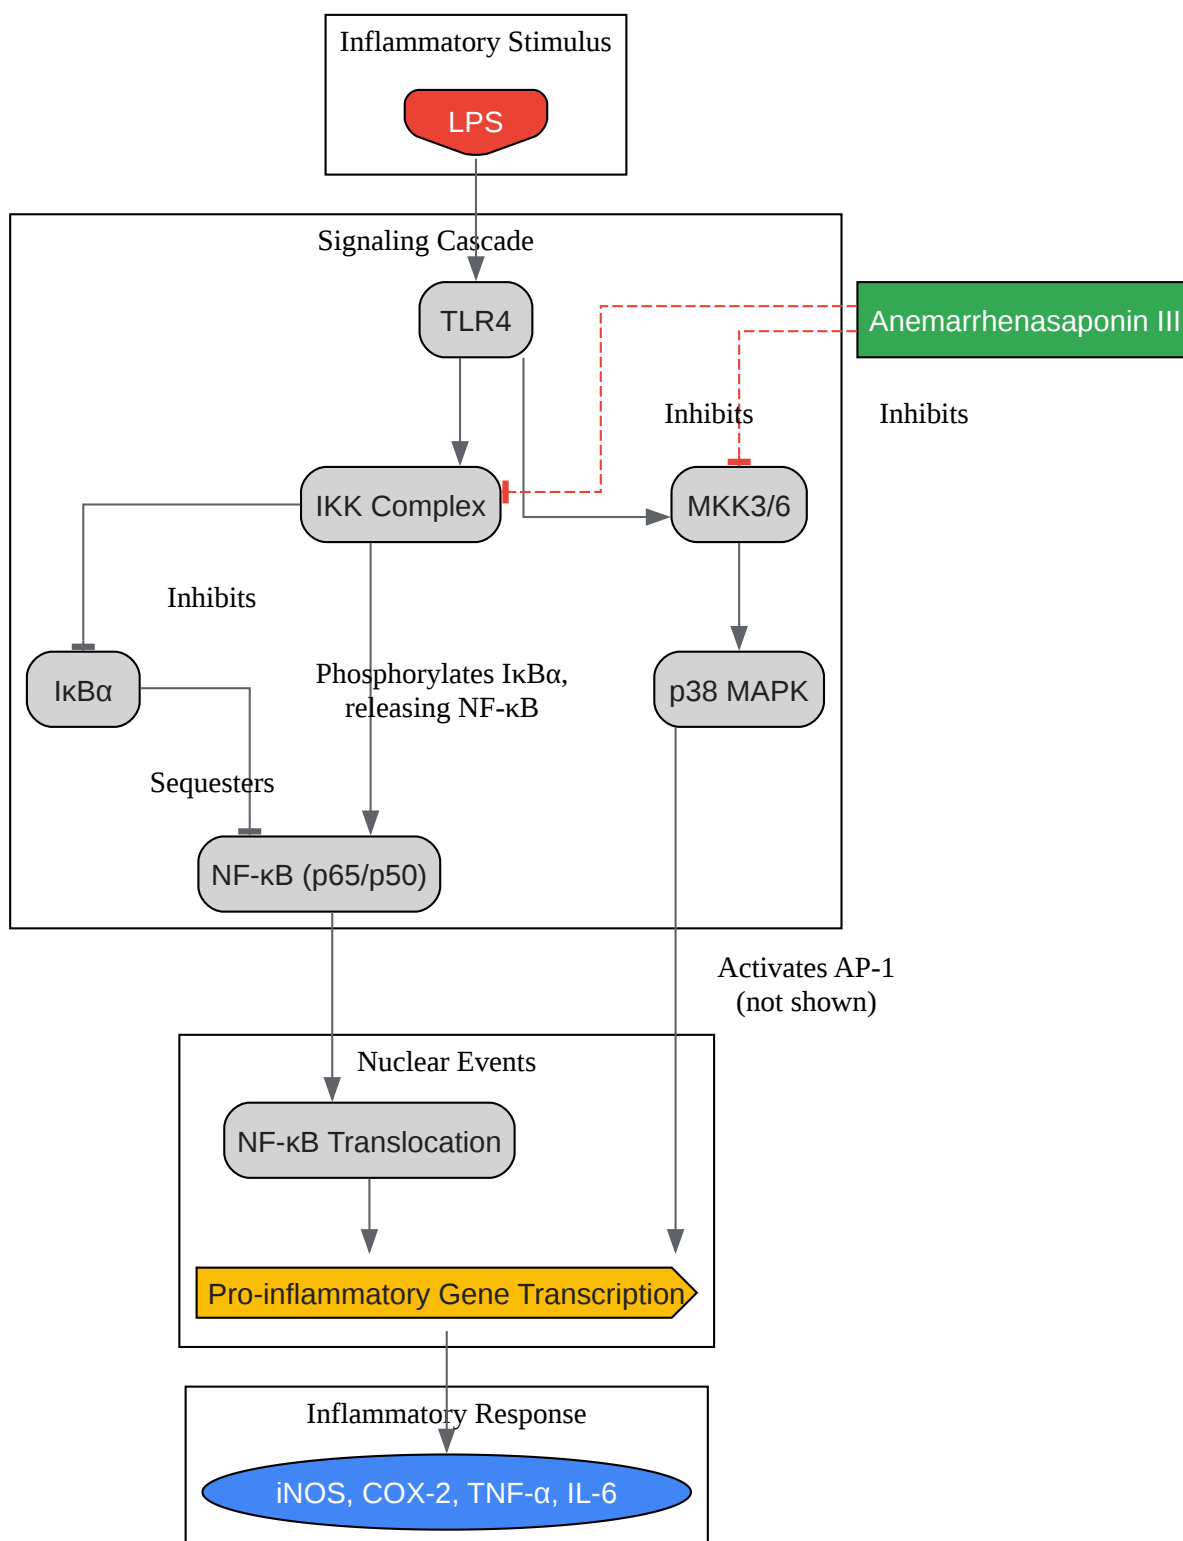 Inflammatory Stimulus
LPS
Signaling Cascade
TLR4
Anemarrhenasaponin III
Inhibits
Inhibits
IKK Complex
MKK3/6
Inhibits
Phosphorylates IκBα,
releasing NF-κB
IκBα
p38 MAPK
Sequesters
NF-κB (p65/p50)
Activates AP-1
(not shown)
Nuclear Events
NF-κB Translocation
Pro-inflammatory Gene Transcription
Inflammatory Response
iNOS, COX-2, TNF-α, IL-6